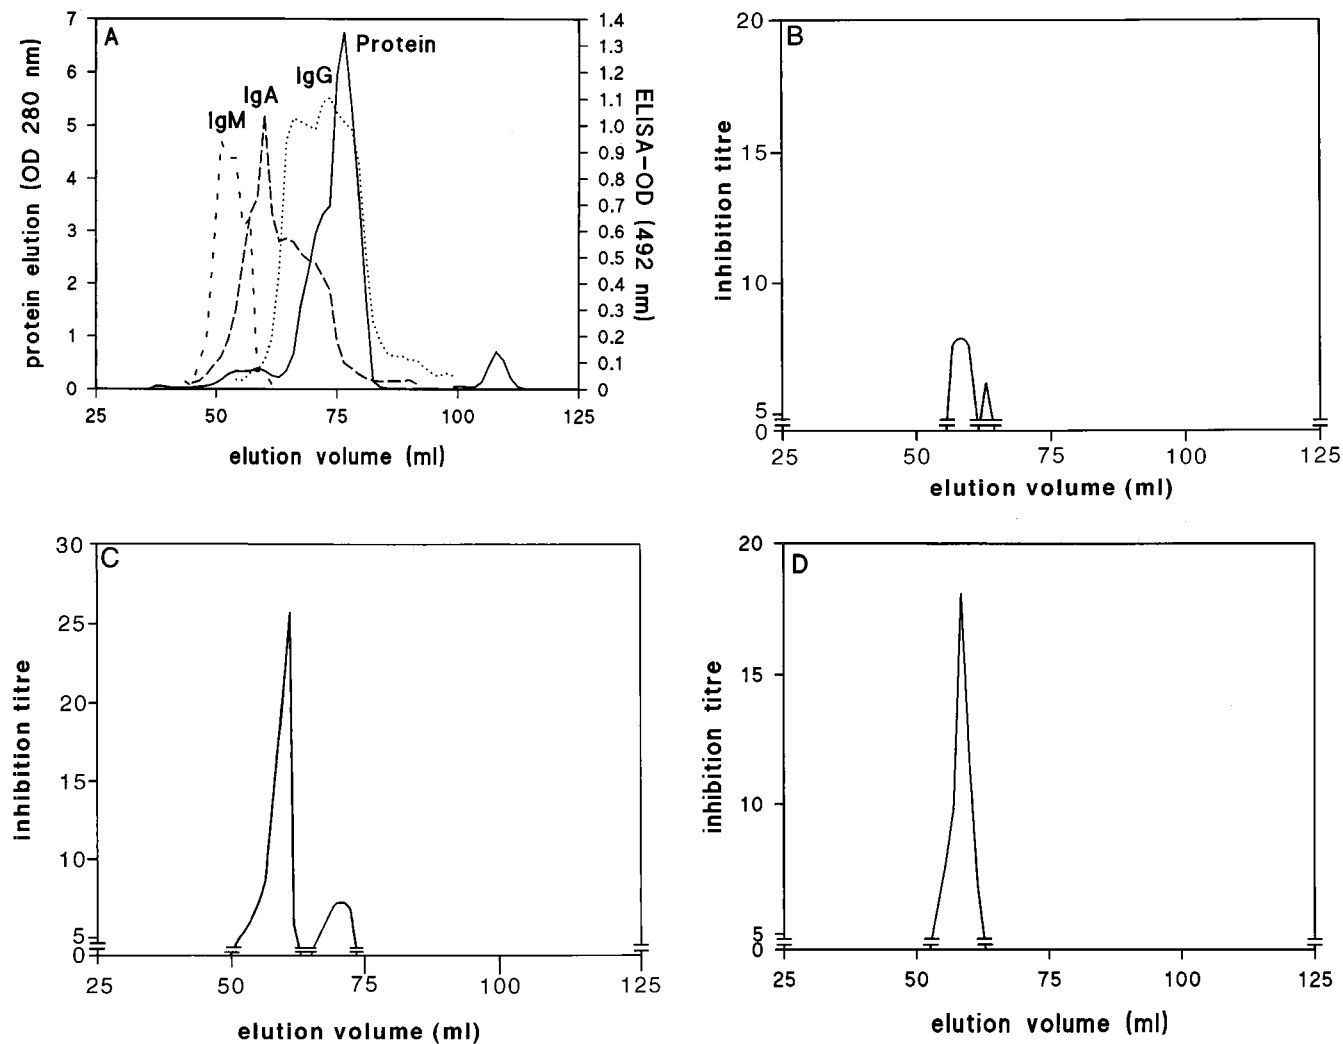 A
7
6
5
4
3
2
1
0
protein elution (OD 280 nm)
1.4
1.3
1.2
1.1
1.0
0.9
0.8
0.7
0.6
0.5
0.4
0.3
0.2
0.1
0
ELISA-OD (492 nm)
IgM
IgA
IgG
Protein
25 50 75 100 125
elution volume (ml)
B
20
15
10
5
0
inhibition titre
25 50 75 100 125
elution volume (ml)
C
30
25
20
15
10
5
0
inhibition titre
25 50 75 100 125
elution volume (ml)
D
20
15
10
5
0
inhibition titre
25 50 75 100 125
elution volume (ml)